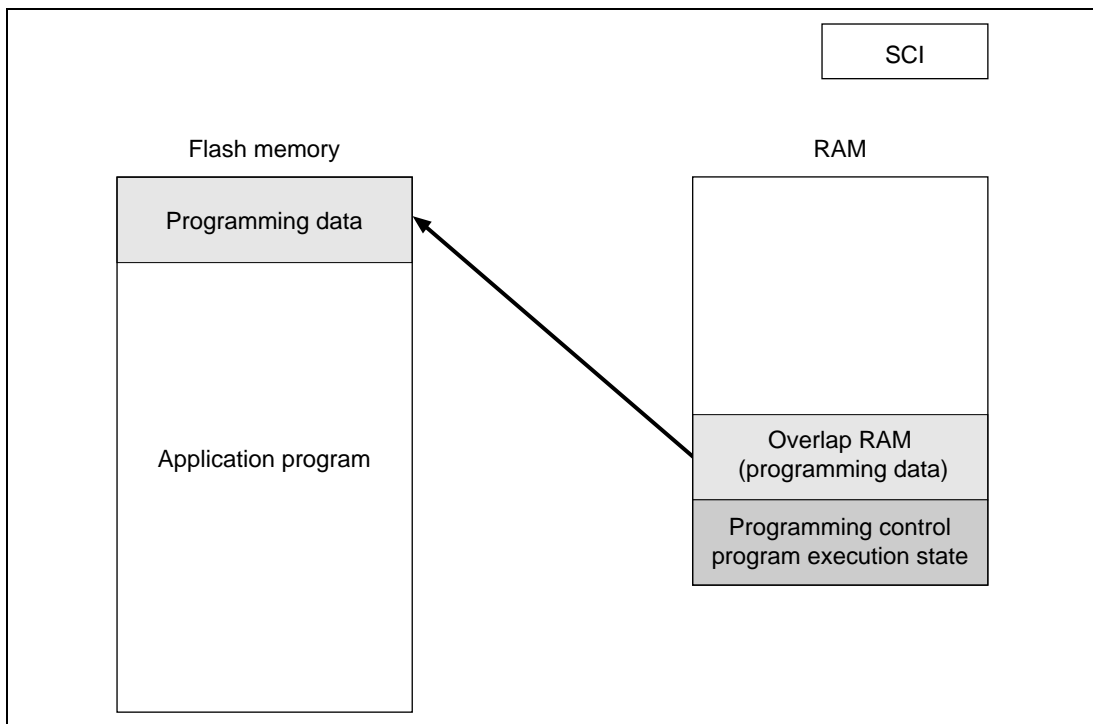 SCI
Flash memory
RAM
Programming data
Application program
Overlap RAM
(programming data)
Programming control
program execution state